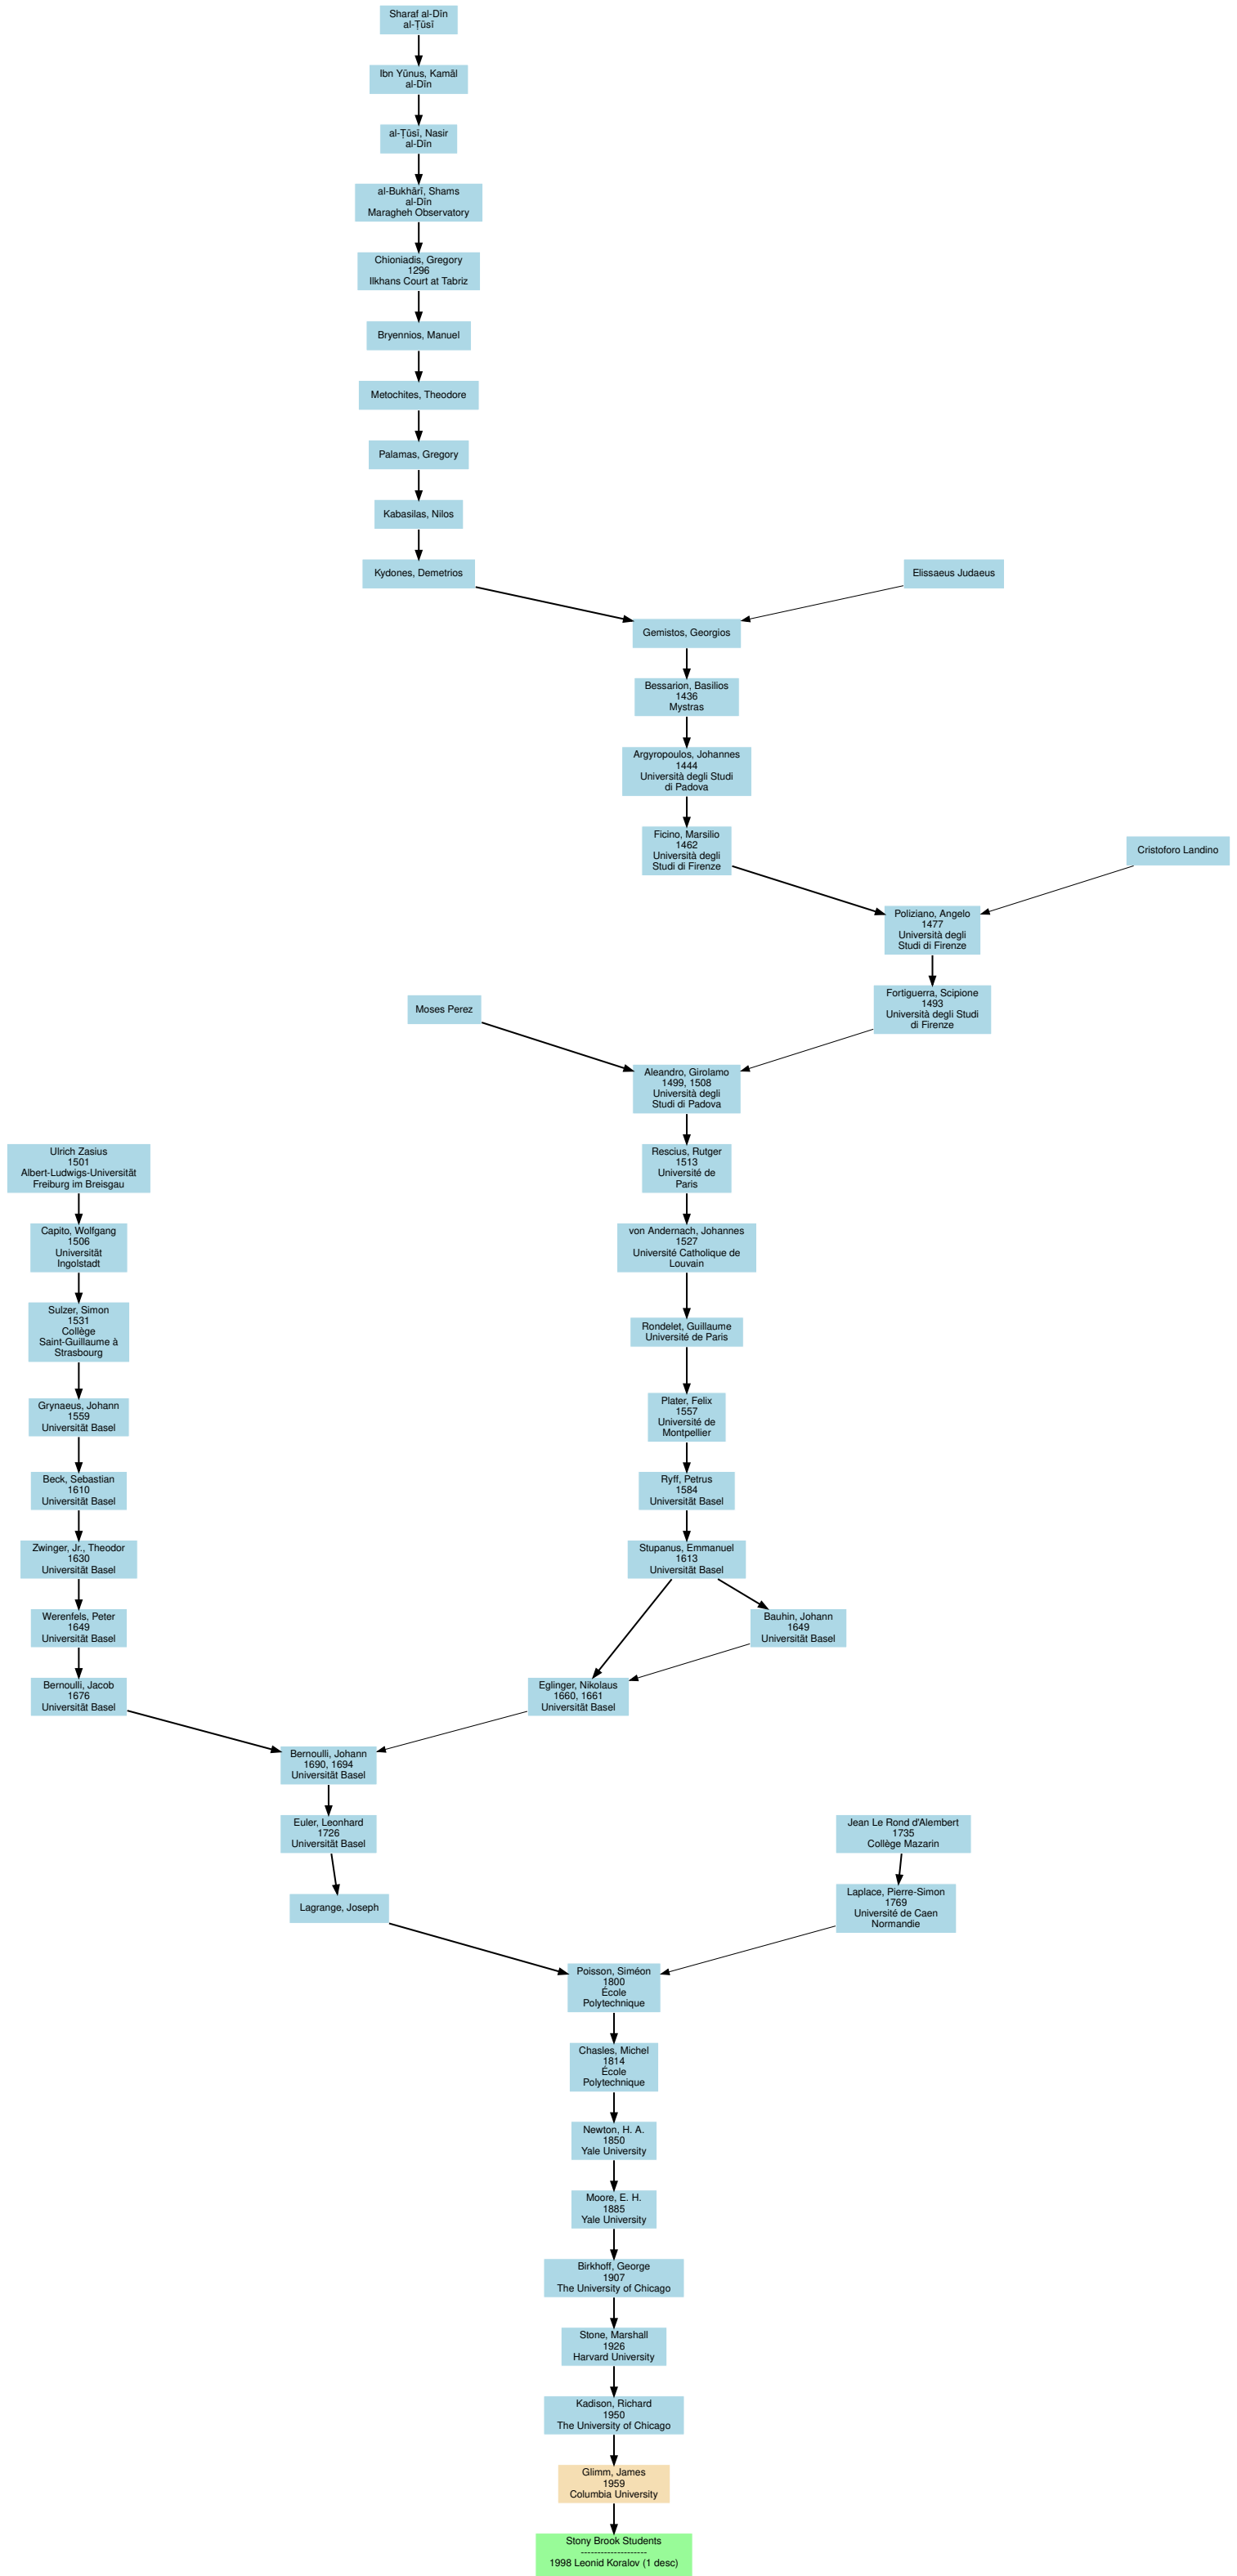 Sharaf al-Dīn
al-Ṭūsī
Ibn Yūnus, Kamāl
al-Dīn
al-Ṭūsī, Nasir
al-Dīn
al-Bukhārī, Shams
al-Dīn
Maragheh Observatory
Chioniadis, Gregory
1296
Ilkhans Court at Tabriz
Bryennios, Manuel
Metochites, Theodore
Palamas, Gregory
Kabasilas, Nilos
Kydones, Demetrios
Elissaeus Judaeus
Gemistos, Georgios
Bessarion, Basilios
1436
Mystras
Argyropoulos, Johannes
1444
Università degli Studi
di Padova
Ficino, Marsilio
1462
Università degli
Studi di Firenze
Cristoforo Landino
Poliziano, Angelo
1477
Università degli
Studi di Firenze
Fortiguerra, Scipione
1493
Università degli Studi
di Firenze
Moses Perez
Aleandro, Girolamo
1499, 1508
Università degli
Studi di Padova
Ulrich Zasius
1501
Albert-Ludwigs-Universität
Freiburg im Breisgau
Rescius, Rutger
1513
Université de
Paris
Capito, Wolfgang
1506
Universität
Ingolstadt
von Andernach, Johannes
1527
Université Catholique de
Louvain
Sulzer, Simon
1531
Collège
Saint-Guillaume à
Strasbourg
Rondelet, Guillaume
Université de Paris
Grynaeus, Johann
1559
Universität Basel
Plater, Felix
1557
Université de
Montpellier
Beck, Sebastian
1610
Universität Basel
Ryff, Petrus
1584
Universität Basel
Zwinger, Jr., Theodor
1630
Universität Basel
Stupanus, Emmanuel
1613
Universität Basel
Werenfels, Peter
1649
Universität Basel
Bauhin, Johann
1649
Universität Basel
Bernoulli, Jacob
1676
Universität Basel
Eglinger, Nikolaus
1660, 1661
Universität Basel
Bernoulli, Johann
1690, 1694
Universität Basel
Euler, Leonhard
1726
Universität Basel
Jean Le Rond d'Alembert
1735
Collège Mazarin
Lagrange, Joseph
Laplace, Pierre-Simon
1769
Université de Caen
Normandie
Poisson, Siméon
1800
École
Polytechnique
Chasles, Michel
1814
École
Polytechnique
Newton, H. A.
1850
Yale University
Moore, E. H.
1885
Yale University
Birkhoff, George
1907
The University of Chicago
Stone, Marshall
1926
Harvard University
Kadison, Richard
1950
The University of Chicago
Glimm, James
1959
Columbia University
Stony Brook Students
--------------------
1998 Leonid Koralov (1 desc)